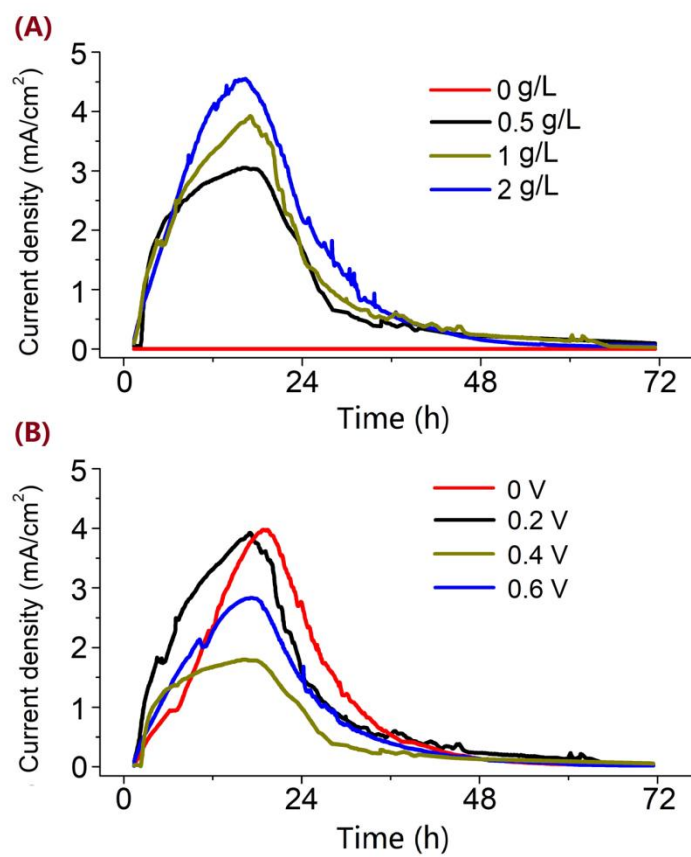 (A)
Current density (mA/cm²)
5
4
3
2
1
0
0 g/L
0.5 g/L
1 g/L
2 g/L
0
24
48
72
Time (h)
(B)
Current density (mA/cm²)
5
4
3
2
1
0
0 V
0.2 V
0.4 V
0.6 V
0
24
48
72
Time (h)